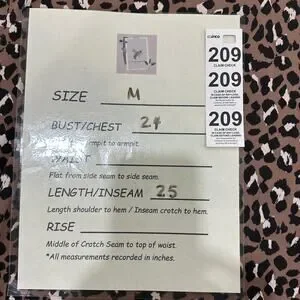 209
CLAIM CHECK
209
CLAIM CHECK
209
CLAIM CHECK
SIZE M
BUST/CHEST 24
armpit to armpit.
WAIST
Flat from side seam to side seam.
LENGTH/INSEAM 25
Length shoulder to hem / Inseam crotch to hem.
RISE
Middle of Crotch Seam to top of waist.
*All measurements recorded in inches.